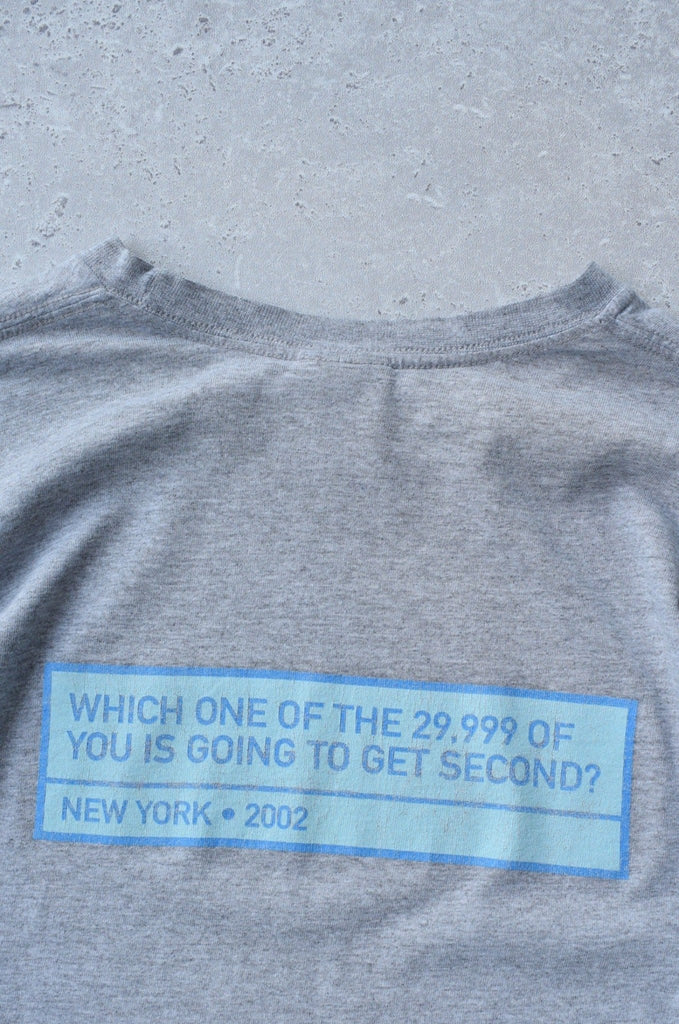 WHICH ONE OF THE 29,999 OF
YOU IS GOING TO GET SECOND?
NEW YORK • 2002